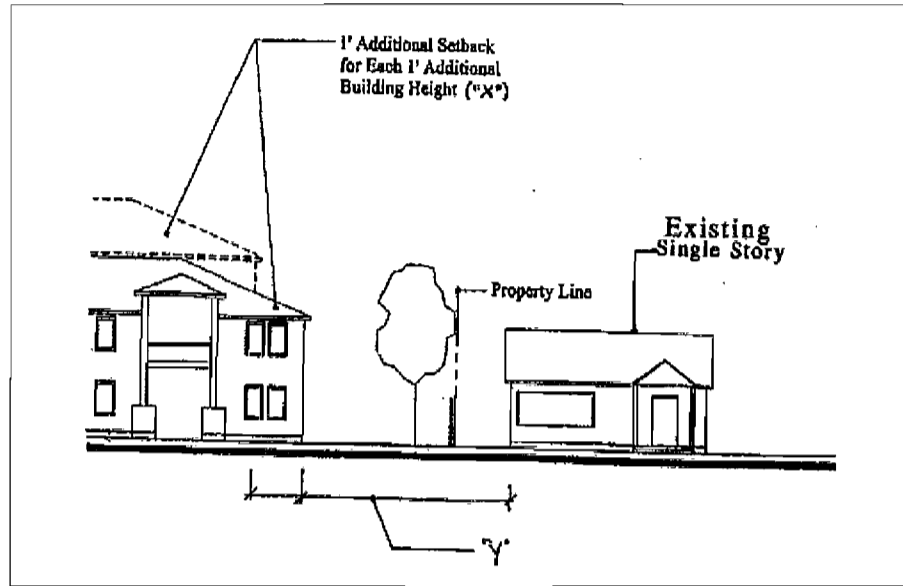 1' Additional Setback
for Each 1' Additional
Building Height ("X")
Existing
Single Story
Property Line
"Y"